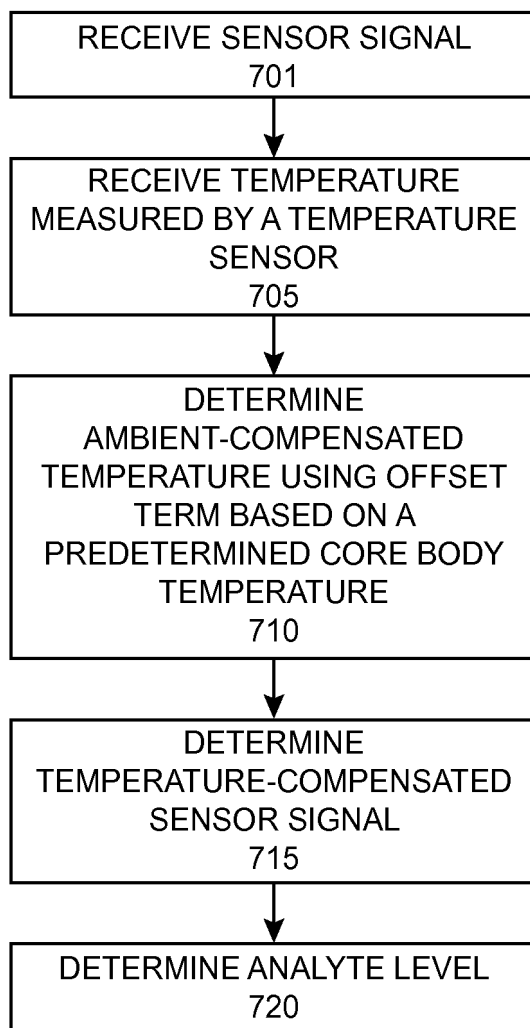 RECEIVE SENSOR SIGNAL
701
RECEIVE TEMPERATURE
MEASURED BY A TEMPERATURE
SENSOR
705
DETERMINE
AMBIENT-COMPENSATED
TEMPERATURE USING OFFSET
TERM BASED ON A
PREDETERMINED CORE BODY
TEMPERATURE
710
DETERMINE
TEMPERATURE-COMPENSATED
SENSOR SIGNAL
715
DETERMINE ANALYTE LEVEL
720